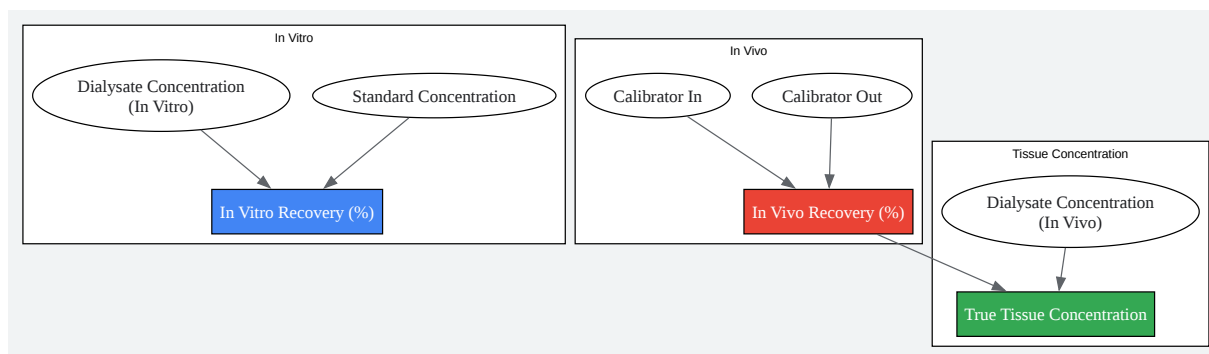 In Vitro
Dialysate Concentration
(In Vitro)
Standard Concentration
In Vitro Recovery (%)
In Vivo
Calibrator In
Calibrator Out
In Vivo Recovery (%)
Tissue Concentration
Dialysate Concentration
(In Vivo)
True Tissue Concentration